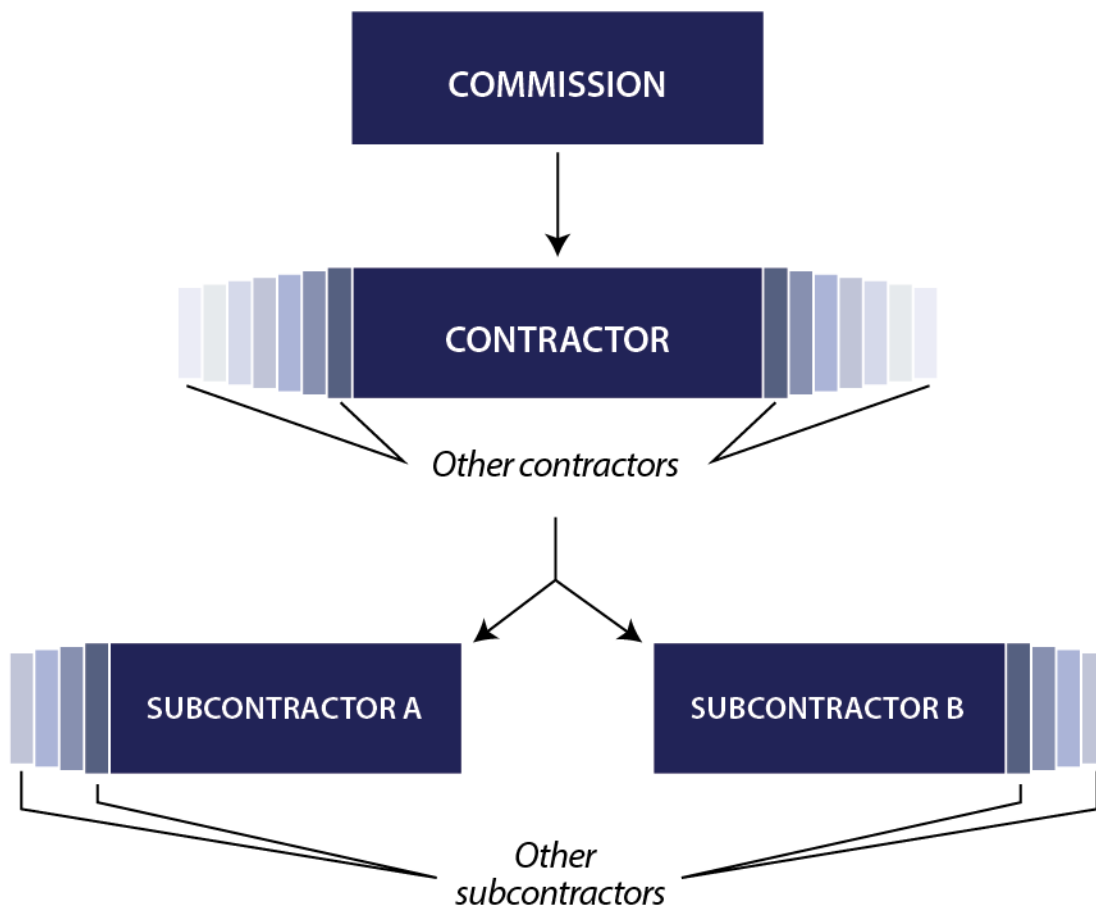 COMMISSION
CONTRACTOR
Other contractors
SUBCONTRACTOR A
SUBCONTRACTOR B
Other
subcontractors